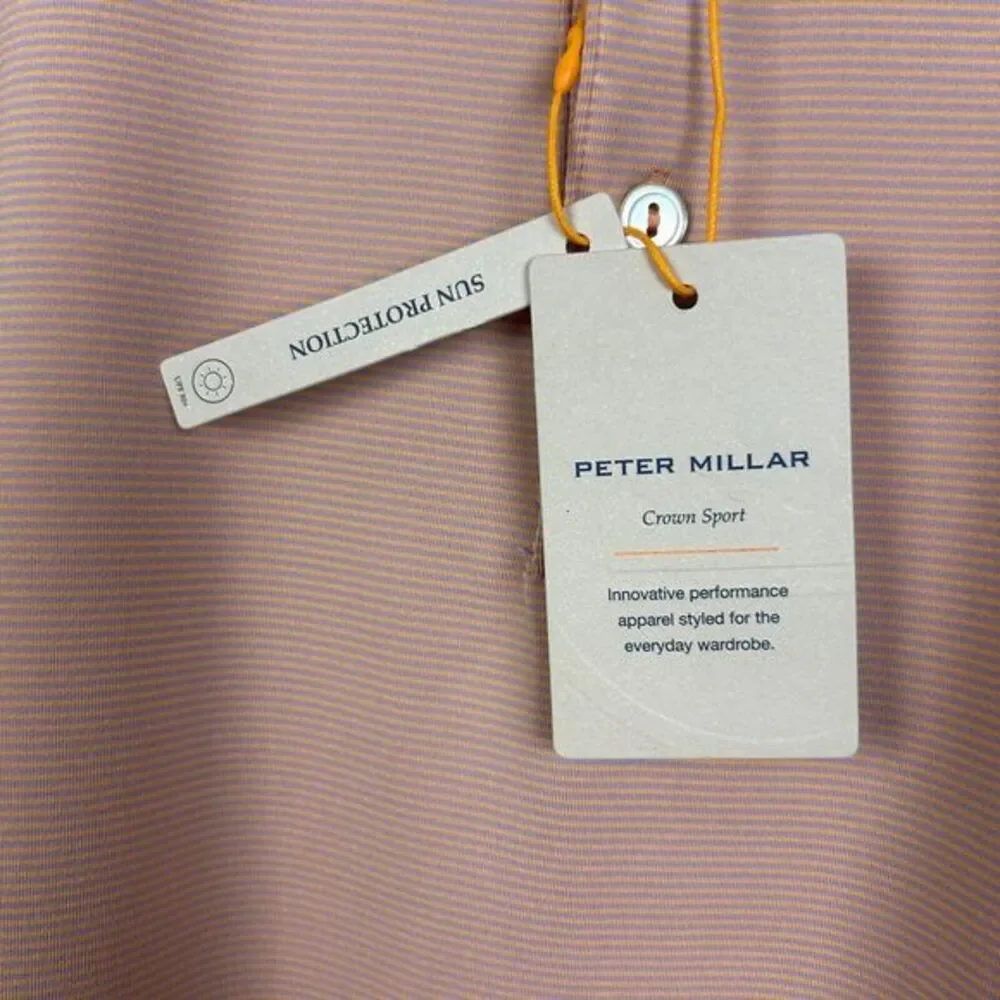 SUN PROTECTION
PETER MILLAR
Crown Sport
Innovative performance
apparel styled for the
everyday wardrobe.